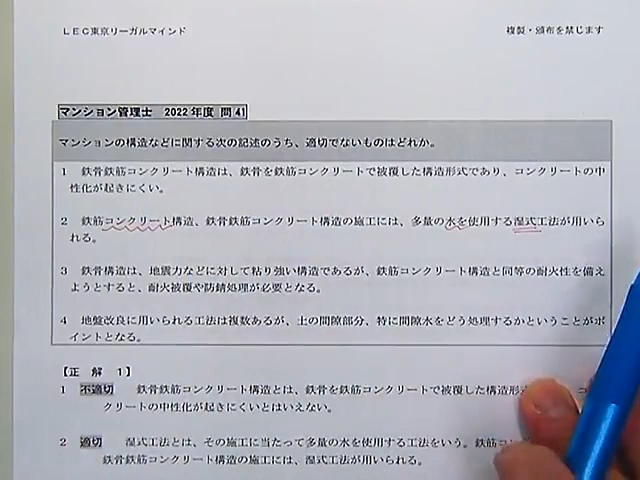 LEC東京リーガルマインド
複製・頒布を禁じます
マンション管理士 2022年度 問41
マンションの構造などに関する次の記述のうち、適切でないものはどれか。
1 鉄骨鉄筋コンクリート構造は、鉄骨を鉄筋コンクリートで被覆した構造形式であり、コンクリートの中
性化が起きにくい。
2 鉄筋コンクリート構造、鉄骨鉄筋コンクリート構造の施工には、多量の水を使用する湿式工法が用いら
れる。
3 鉄骨構造は、地震力などに対して粘り強い構造であるが、鉄筋コンクリート構造と同等の耐火性を備え
ようとすると、耐火被覆や防錆処理が必要となる。
4 地盤改良に用いられる工法は複数あるが、土の間隙部分、特に間隙水をどう処理するかということがポ
イントとなる。
【正 解 1】
1 不適切 鉄骨鉄筋コンクリート構造とは、鉄骨を鉄筋コンクリートで被覆した構造形
クリートの中性化が起きにくいとはいえない。
2 適切 湿式工法とは、その施工に当たって多量の水を使用する工法をいう。鉄筋コン
鉄骨鉄筋コンクリート構造の施工には、湿式工法が用いられる。